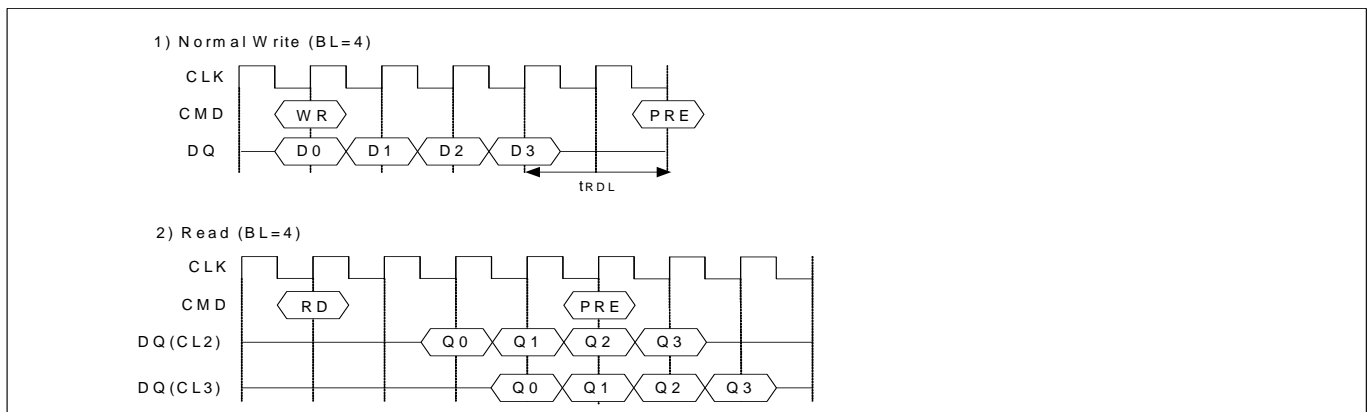 1) Normal Write (BL=4)
CLK
CMD WR PRE
DQ D0 D1 D2 D3
tRDL
2) Read (BL=4)
CLK
CMD RD PRE
DQ(CL2) Q0 Q1 Q2 Q3
DQ(CL3) Q0 Q1 Q2 Q3